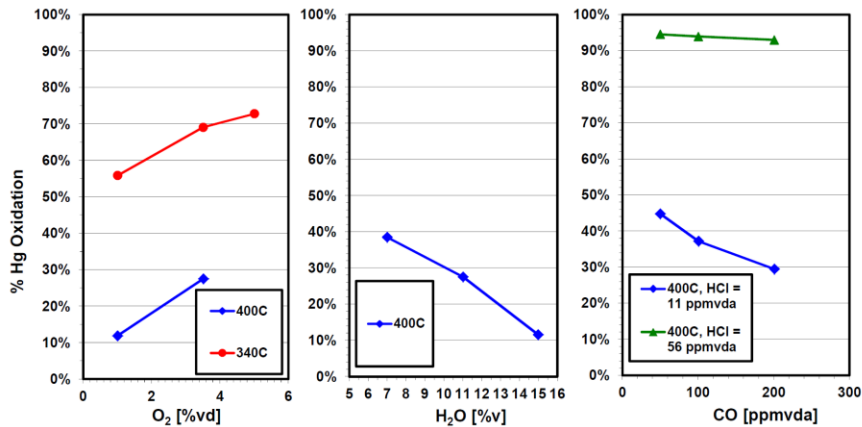 % Hg Oxidation
100%
90%
80%
70%
60%
50%
40%
30%
20%
10%
0%
0 2 4 6
O₂ [%vd]
400C
340C
100%
90%
80%
70%
60%
50%
40%
30%
20%
10%
0%
5 6 7 8 9 10 11 12 13 14 15 16
H₂O [%v]
400C
100%
90%
80%
70%
60%
50%
40%
30%
20%
10%
0%
0 100 200 300
CO [ppmvda]
400C, HCl =
11 ppmvda
400C, HCl =
56 ppmvda